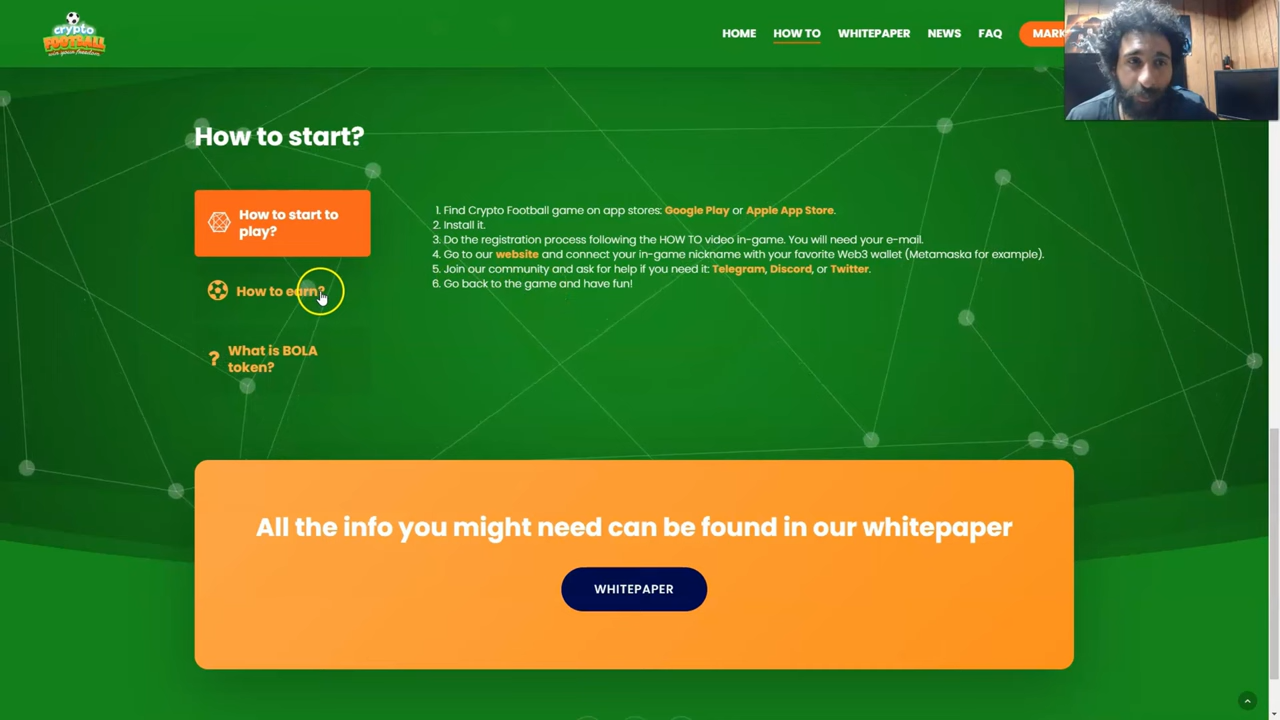 crypto
FOOTBALL
win your freedom
HOME HOW TO WHITEPAPER NEWS FAQ MARK
How to start?
How to start to
play?
How to earn?
What is BOLA
token?
1. Find Crypto Football game on app stores: Google Play or Apple App Store.
2. Install it.
3. Do the registration process following the HOW TO video in-game. You will need your e-mail.
4. Go to our website and connect your in-game nickname with your favorite Web3 wallet (Metamaska for example).
5. Join our community and ask for help if you need it: Telegram, Discord, or Twitter.
6. Go back to the game and have fun!
All the info you might need can be found in our whitepaper
WHITEPAPER